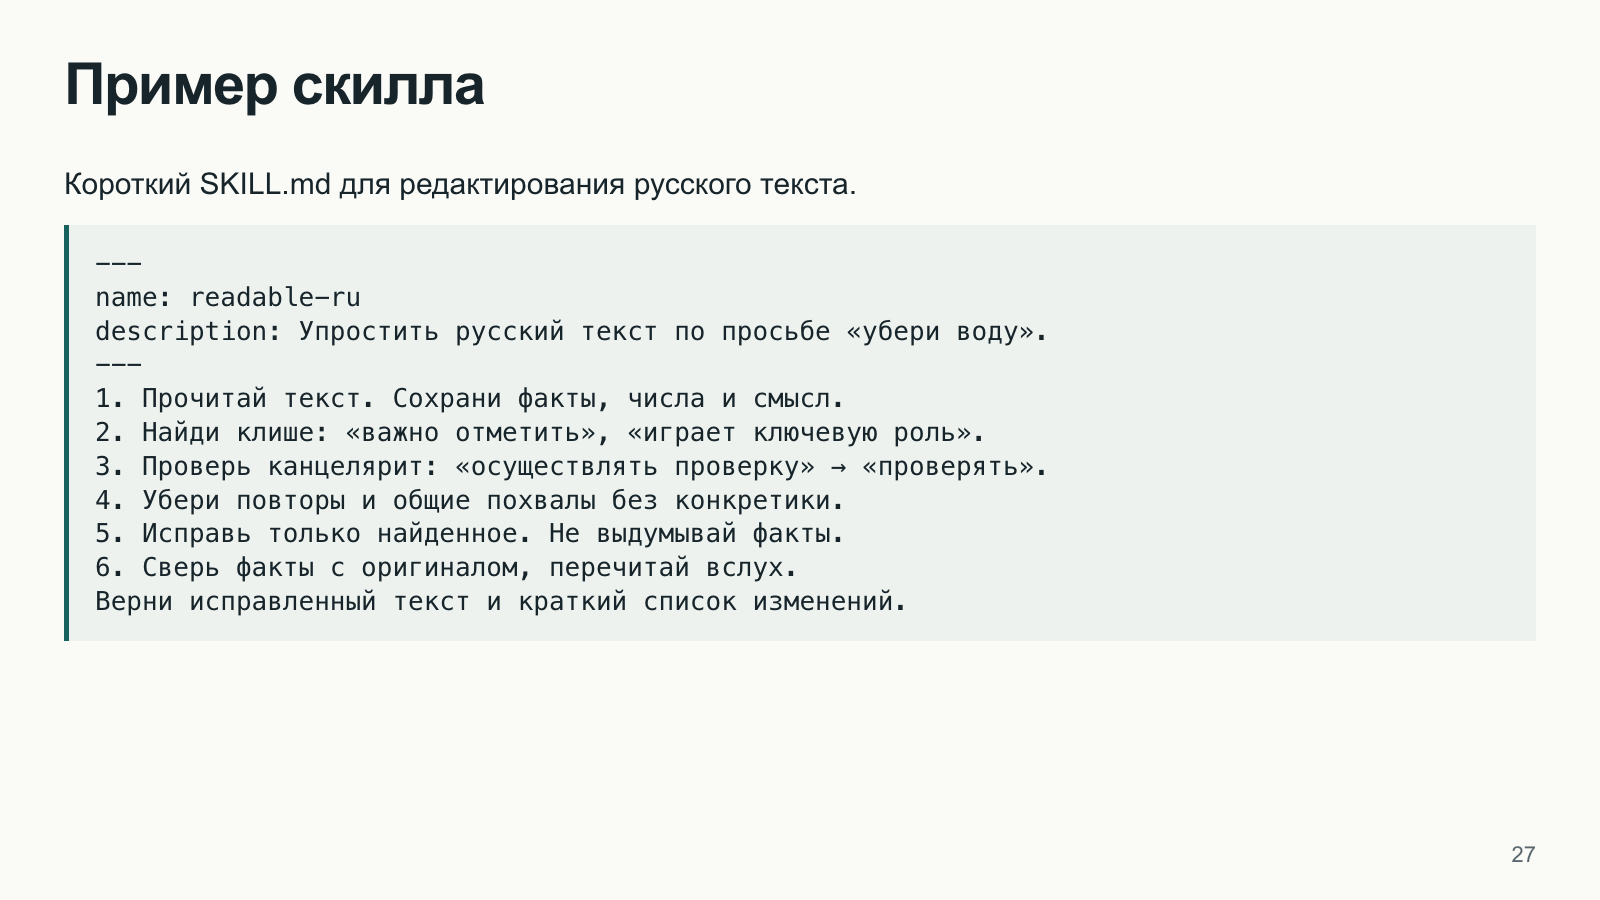 Пример скилла
Короткий SKILL.md для редактирования русского текста.
---
name: readable-ru
description: Упростить русский текст по просьбе «убери воду».
---
1. Прочитай текст. Сохрани факты, числа и смысл.
2. Найди клише: «важно отметить», «играет ключевую роль».
3. Проверь канцелярит: «осуществлять проверку» → «проверять».
4. Убери повторы и общие похвалы без конкретики.
5. Исправь только найденное. Не выдумывай факты.
6. Сверь факты с оригиналом, перечитай вслух.
Верни исправленный текст и краткий список изменений.
27